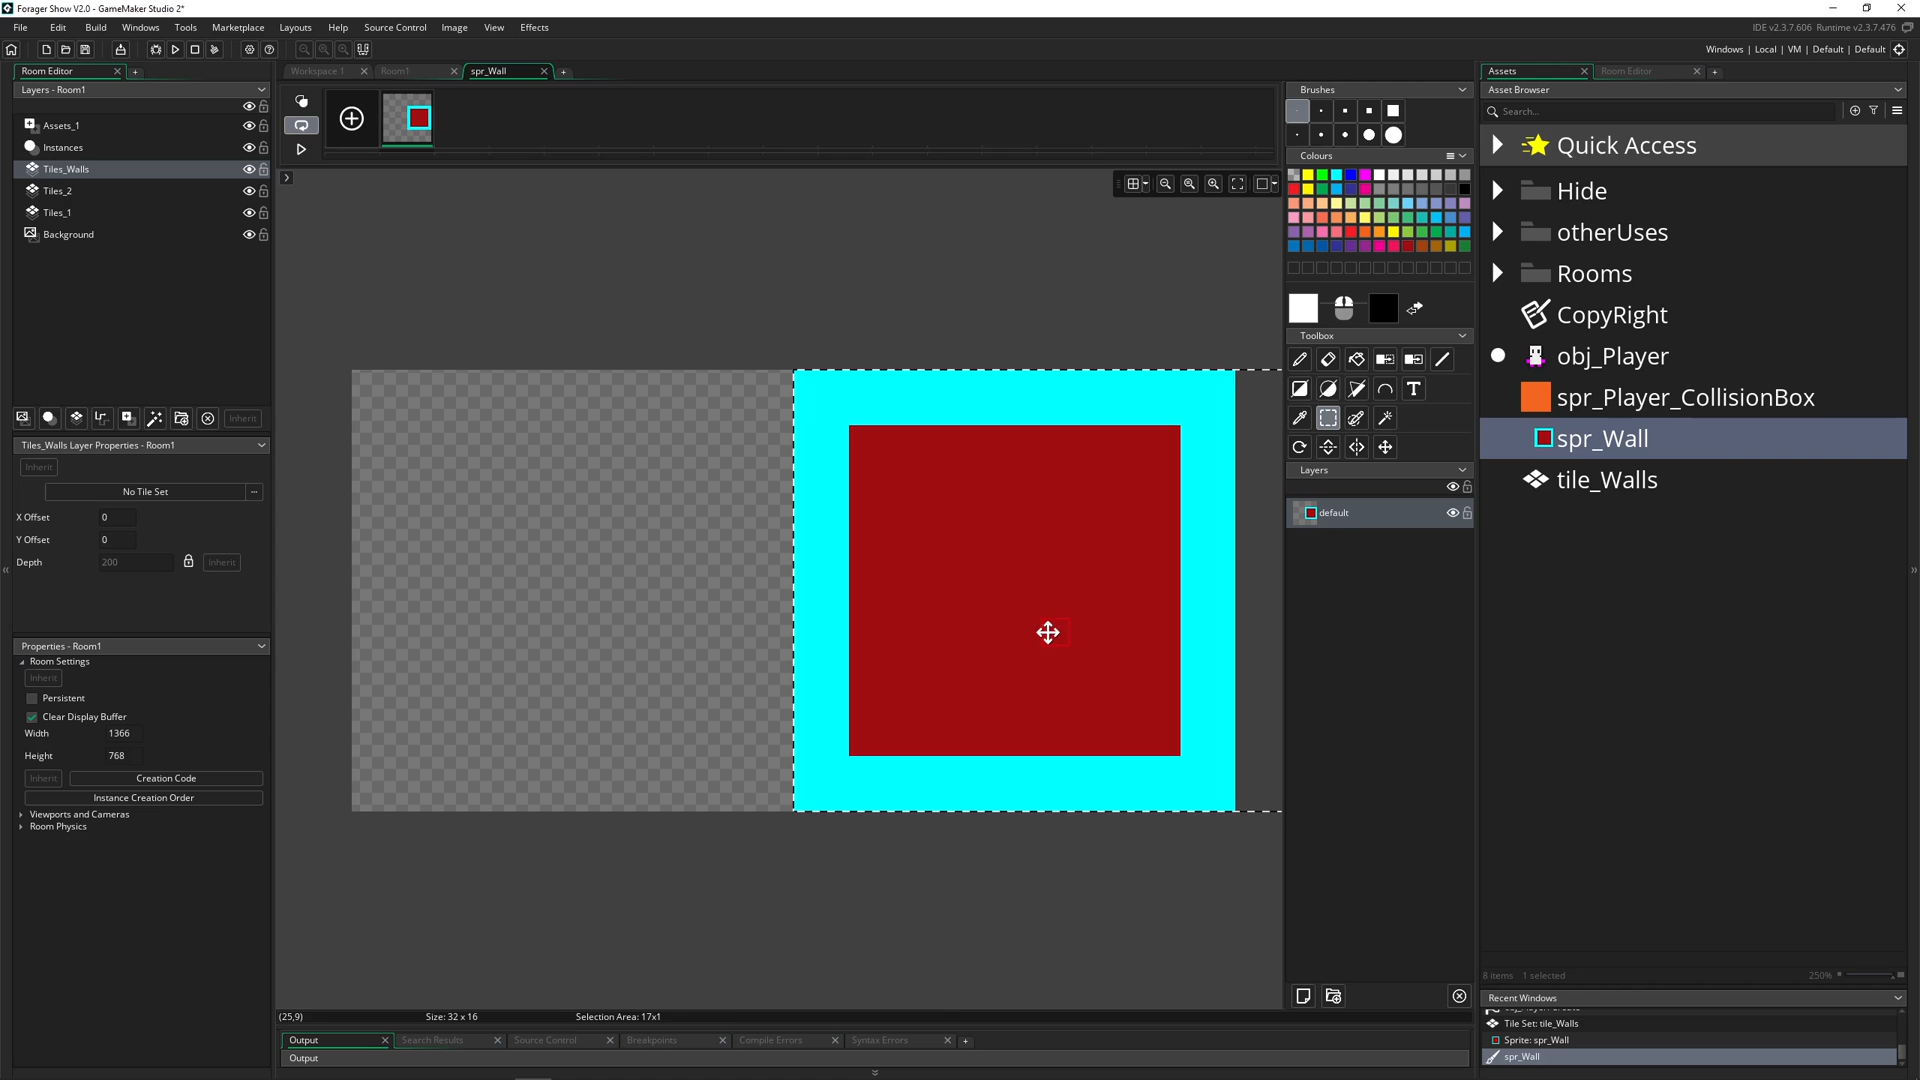 Forager Show V2.0 - GameMaker Studio 2*
File Edit Build Windows Tools Marketplace Layouts Help Source Control Image View Effects
IDE v2.3.7.606 Runtime v2.3.7.476
Windows | Local | VM | Default | Default
Room Editor
Layers - Room1
Assets_1
Instances
Tiles_Walls
Tiles_2
Tiles_1
Background
Inherit
Tiles_Walls Layer Properties - Room1
Inherit
No Tile Set ...
X Offset 0
Y Offset 0
Depth 200 Inherit
Properties - Room1
Room Settings
Inherit
Persistent
Clear Display Buffer
Width 1366
Height 768
Inherit Creation Code
Instance Creation Order
Viewports and Cameras
Room Physics
Workspace 1 Room1 spr_Wall
(25,9) Size: 32 x 16 Selection Area: 17x1
Output Search Results Source Control Breakpoints Compile Errors Syntax Errors
Output
Brushes
Colours
Toolbox
Layers
default
Assets Room Editor
Asset Browser
Search...
Quick Access
Hide
otherUses
Rooms
CopyRight
obj_Player
spr_Player_CollisionBox
spr_Wall
tile_Walls
8 items 1 selected 250%
Recent Windows
Tile Set: tile_Walls
Sprite: spr_Wall
spr_Wall